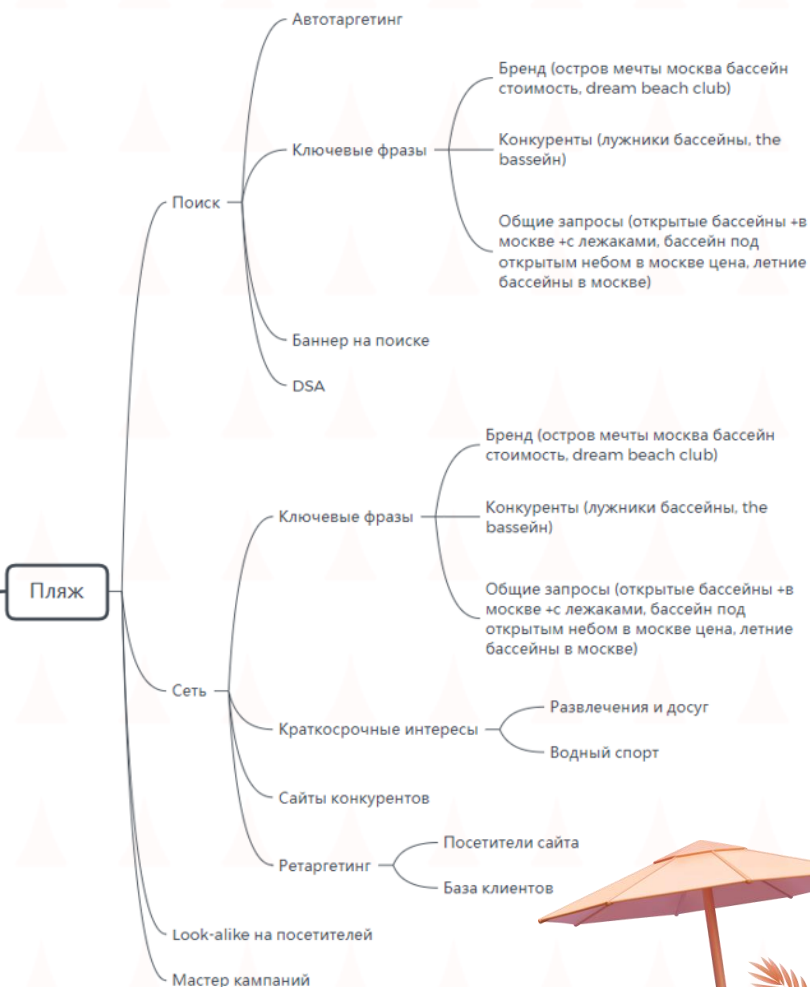 Автотаргетинг
Бренд (остров мечты москва бассейн
стоимость, dream beach club)
Ключевые фразы
Конкуренты (лужники бассейны, the
bassейн)
Поиск
Общие запросы (открытые бассейны +в
москве +с лежаками, бассейн под
открытым небом в москве цена, летние
бассейны в москве)
Баннер на поиске
DSA
Бренд (остров мечты москва бассейн
стоимость, dream beach club)
Ключевые фразы
Конкуренты (лужники бассейны, the
bassейн)
Пляж
Общие запросы (открытые бассейны +в
москве +с лежаками, бассейн под
открытым небом в москве цена, летние
бассейны в москве)
Сеть
Развлечения и досуг
Краткосрочные интересы
Водный спорт
Сайты конкурентов
Посетители сайта
Ретаргетинг
База клиентов
Look-alike на посетителей
Мастер кампаний